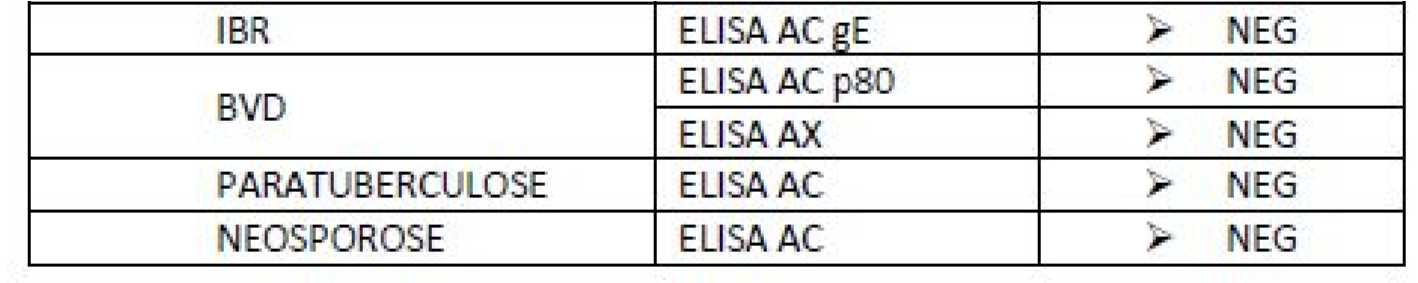 IBR ELISA AC gE ➢ NEG
BVD ELISA AC p80 ➢ NEG
ELISA AX ➢ NEG
PARATUBERCULOSE ELISA AC ➢ NEG
NEOSPOROSE ELISA AC ➢ NEG